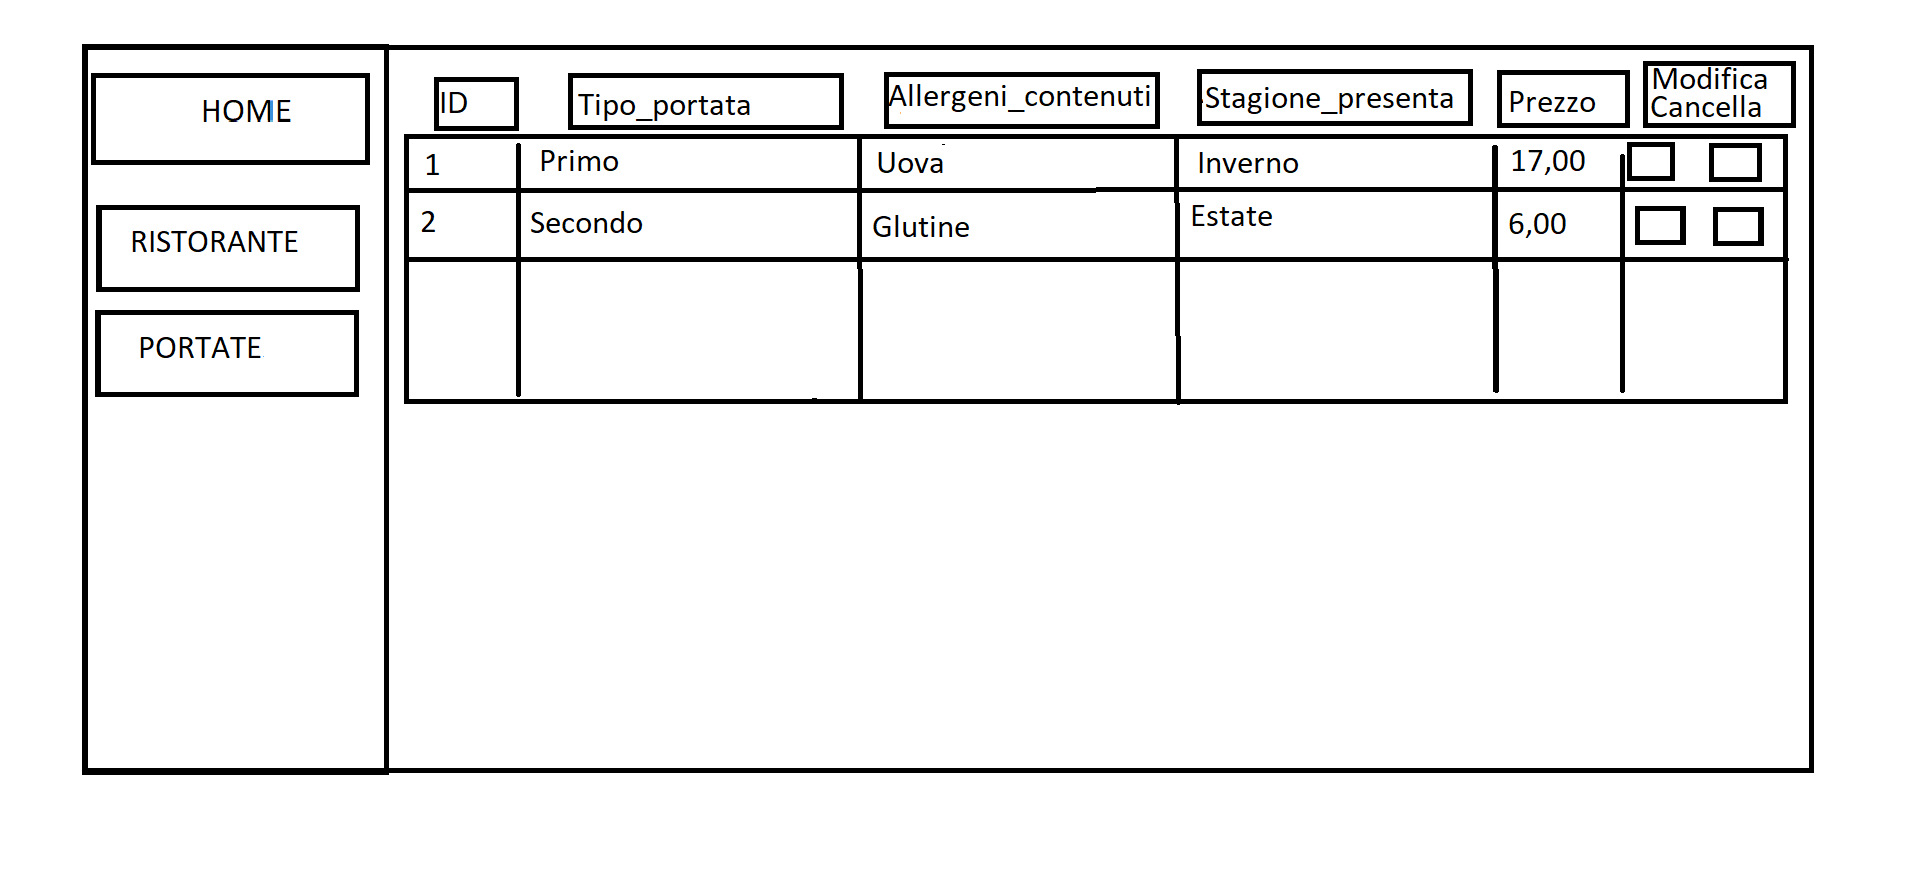 HOME
RISTORANTE
PORTATE
ID
Tipo_portata
Allergeni_contenuti
Stagione_presenta
Prezzo
Modifica
Cancella
1
Primo
Uova
Inverno
17,00
2
Secondo
Glutine
Estate
6,00